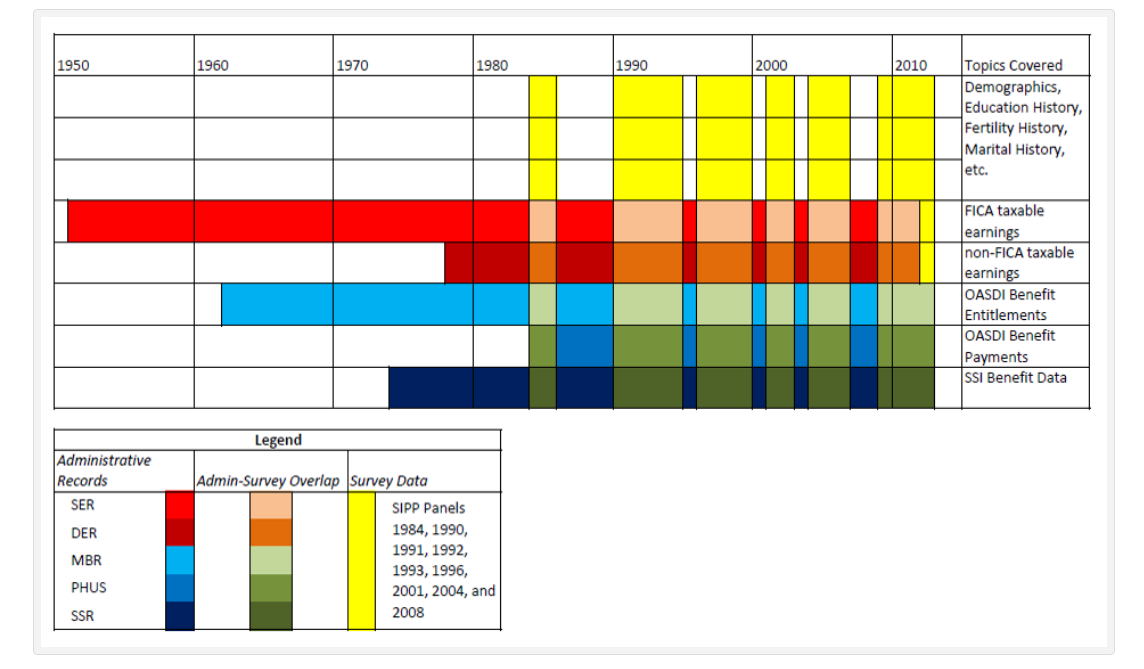 1950 1960 1970 1980 1990 2000 2010 Topics Covered
Demographics,
Education History,
Fertility History,
Marital History,
etc.
FICA taxable
earnings
non-FICA taxable
earnings
OASDI Benefit
Entitlements
OASDI Benefit
Payments
SSI Benefit Data
Legend
Administrative
Records Admin-Survey Overlap Survey Data
SER
DER
MBR
PHUS
SSR
SIPP Panels
1984, 1990,
1991, 1992,
1993, 1996,
2001, 2004, and
2008